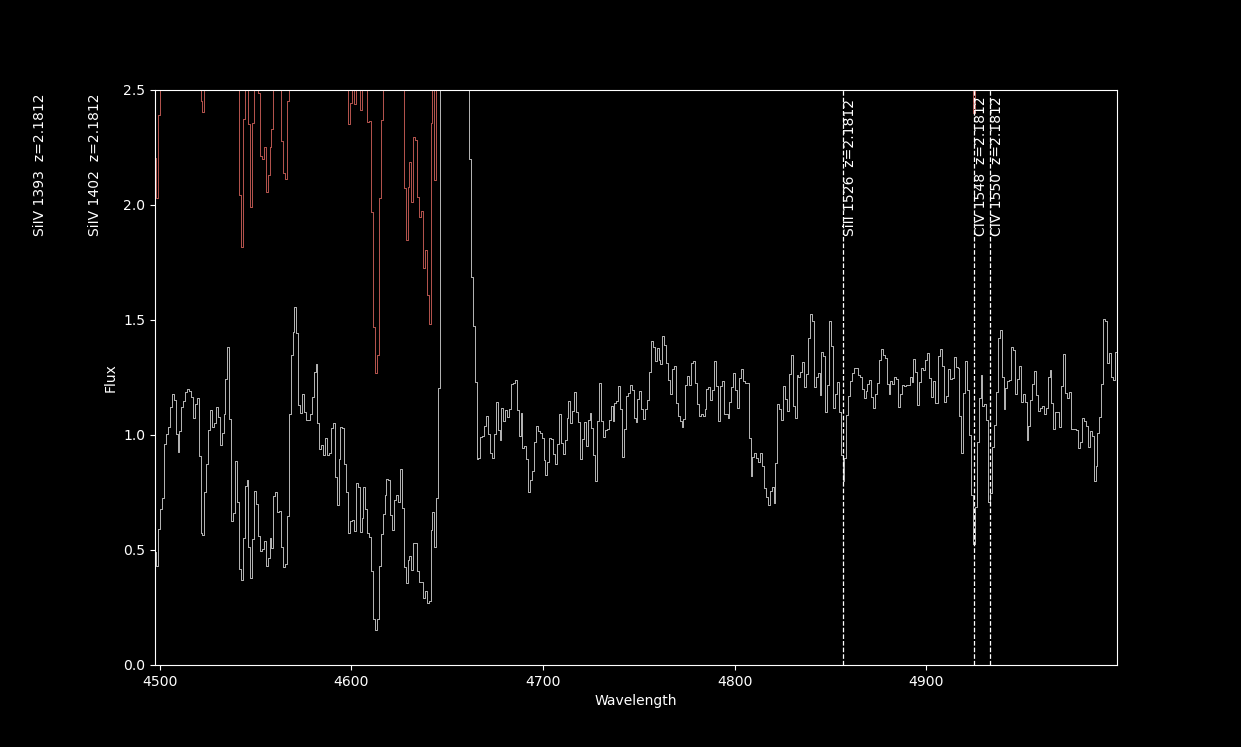 SiIV 1393  z=2.1812
SiIV 1402  z=2.1812
SiII 1526  z=2.1812
CIV 1548  z=2.1812
CIV 1550  z=2.1812
2.5
2.0
1.5
1.0
0.5
0.0
Flux
4500 4600 4700 4800 4900
Wavelength